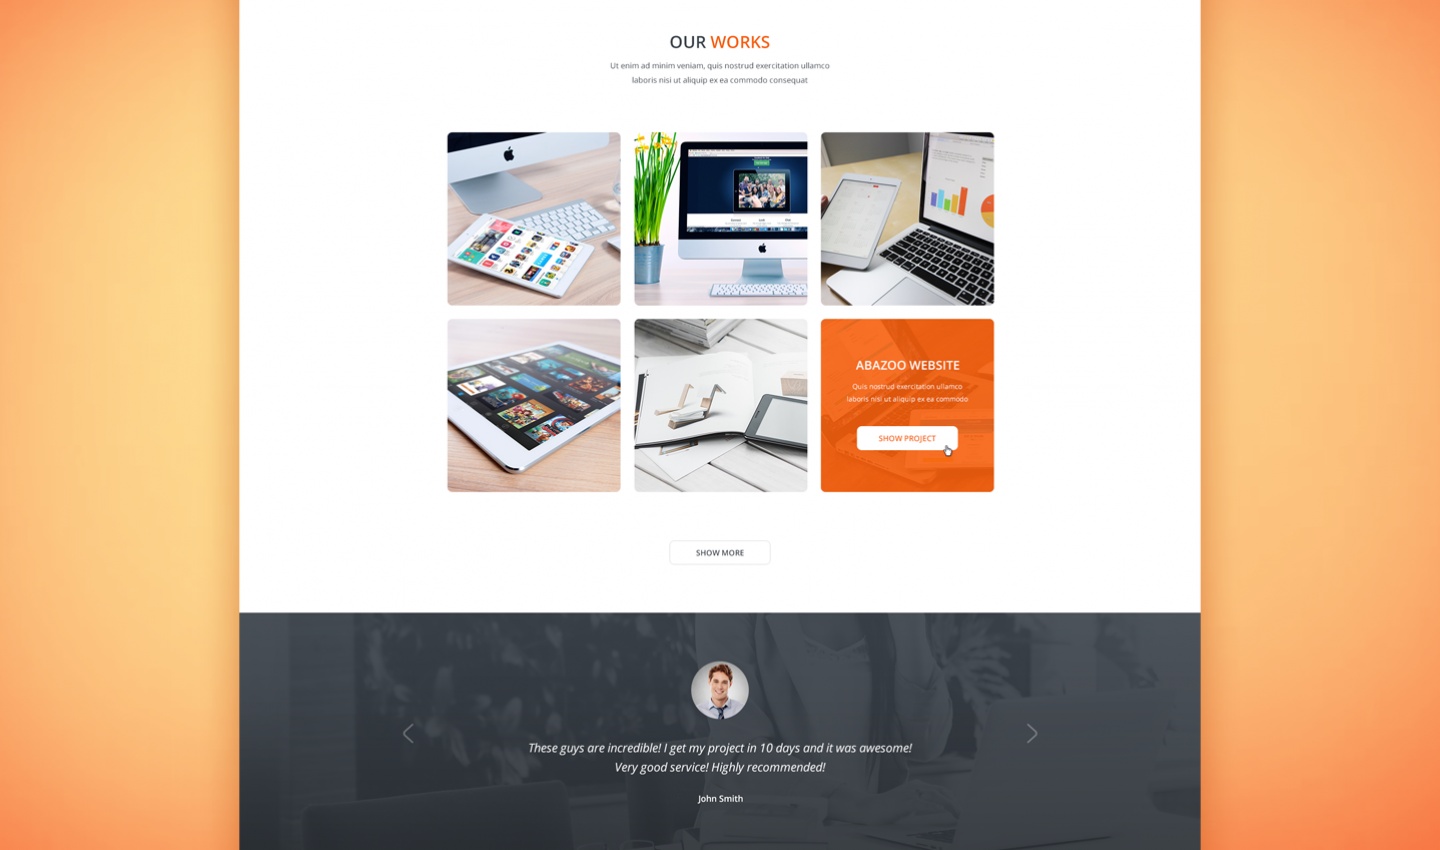 OUR WORKS
Ut enim ad minim veniam, quis nostrud exercitation ullamco
laboris nisi ut aliquip ex ea commodo consequat
ABAZOO WEBSITE
Quis nostrud exercitation ullamco
laboris nisi ut aliquip ex ea commodo
SHOW PROJECT
SHOW MORE
These guys are incredible! I get my project in 10 days and it was awesome!
Very good service! Highly recommended!
John Smith